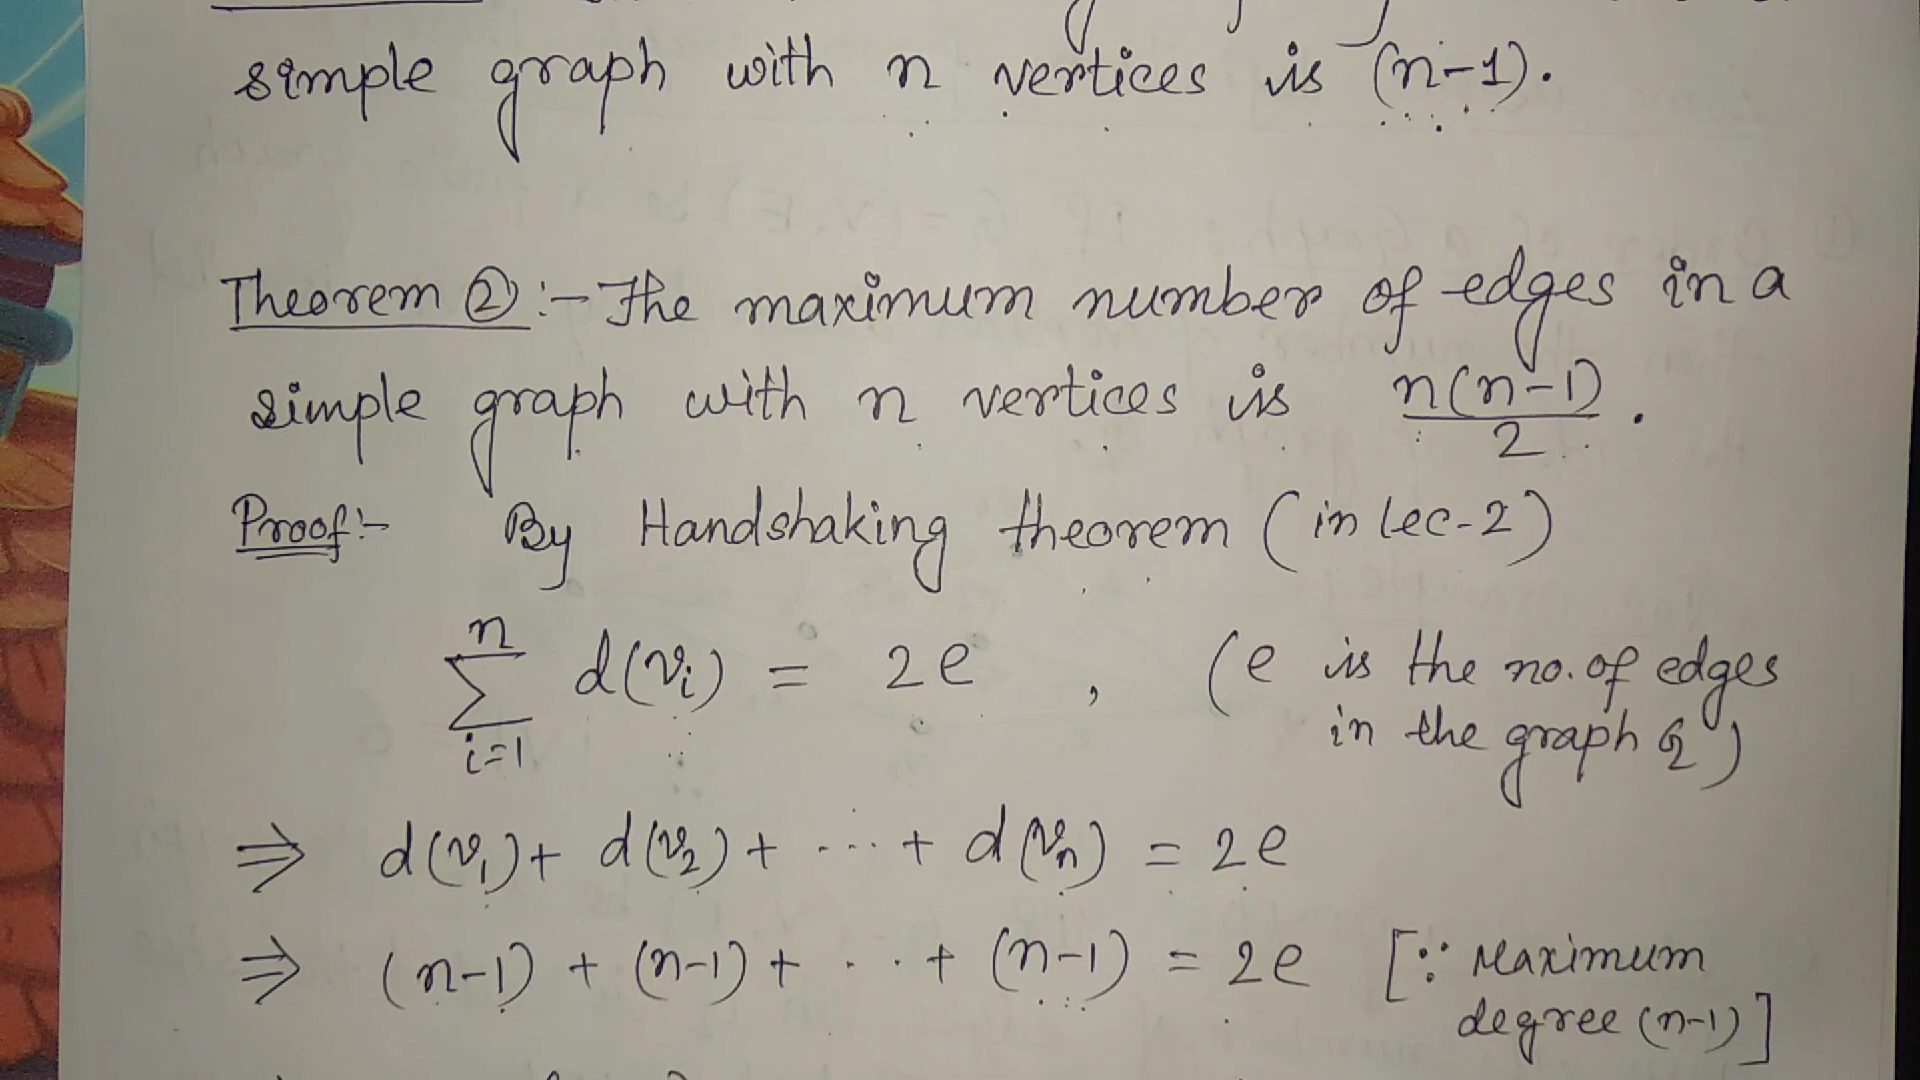 simple graph with n vertices is (n-1).
Theorem ② :- The maximum number of edges in a
simple graph with n vertices is n(n-1)/2 .
Proof :- By Handshaking theorem (in lec-2)
n∑i=1 d(vi) = 2e , (e is the no. of edges
in the graph G)
⇒ d(v1) + d(v2) + ... + d(vn) = 2e
⇒ (n-1) + (n-1) + ... + (n-1) = 2e [∵ Maximum
degree (n-1)]